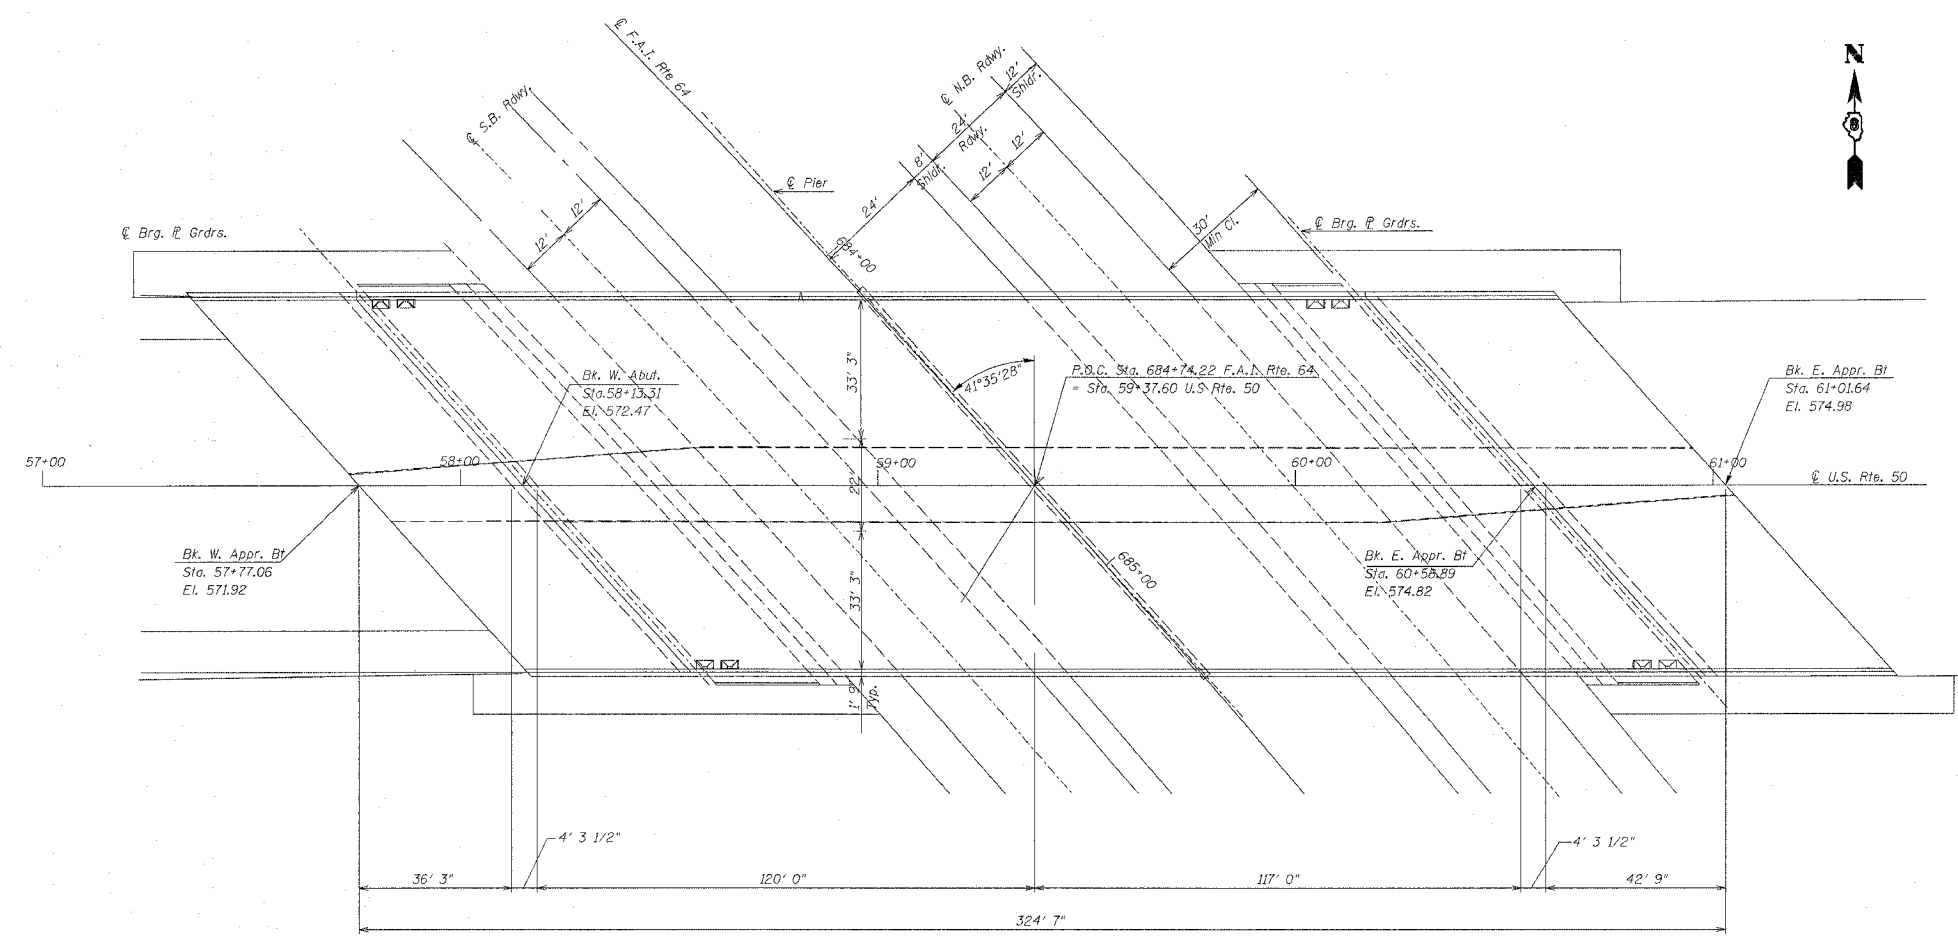 ℄ F.A.I. Rte 64
℄ S.B. Rdwy.
℄ N.B. Rdwy.
12'
Shldr.
24'
Rdwy.
8'
Shldr.
24'
12'
12'
12'
12'
℄ Pier
30'
Min Cl.
℄ Brg. ℙ Grdrs.
℄ Brg. ℙ Grdrs.
N
684+00
33' 3"
41°35'28"
Bk. W. Abut.
Sta.58+13.31
El. 572.47
P.O.C. Sta. 684+74.22 F.A.I. Rte. 64
= Sta. 59+37.60 U.S Rte. 50
Bk. E. Appr. Bt
Sta. 61+01.64
El. 574.98
57+00
58+00
59+00
60+00
61+00
℄ U.S. Rte. 50
22'
Bk. W. Appr. Bt
Sta. 57+77.06
El. 571.92
685+00
Bk. E. Appr. Bt
Sta. 60+58.89
El. 574.82
33' 3"
1' 9"
Typ.
4' 3 1/2"
4' 3 1/2"
36' 3"
120' 0"
117' 0"
42' 9"
324' 7"